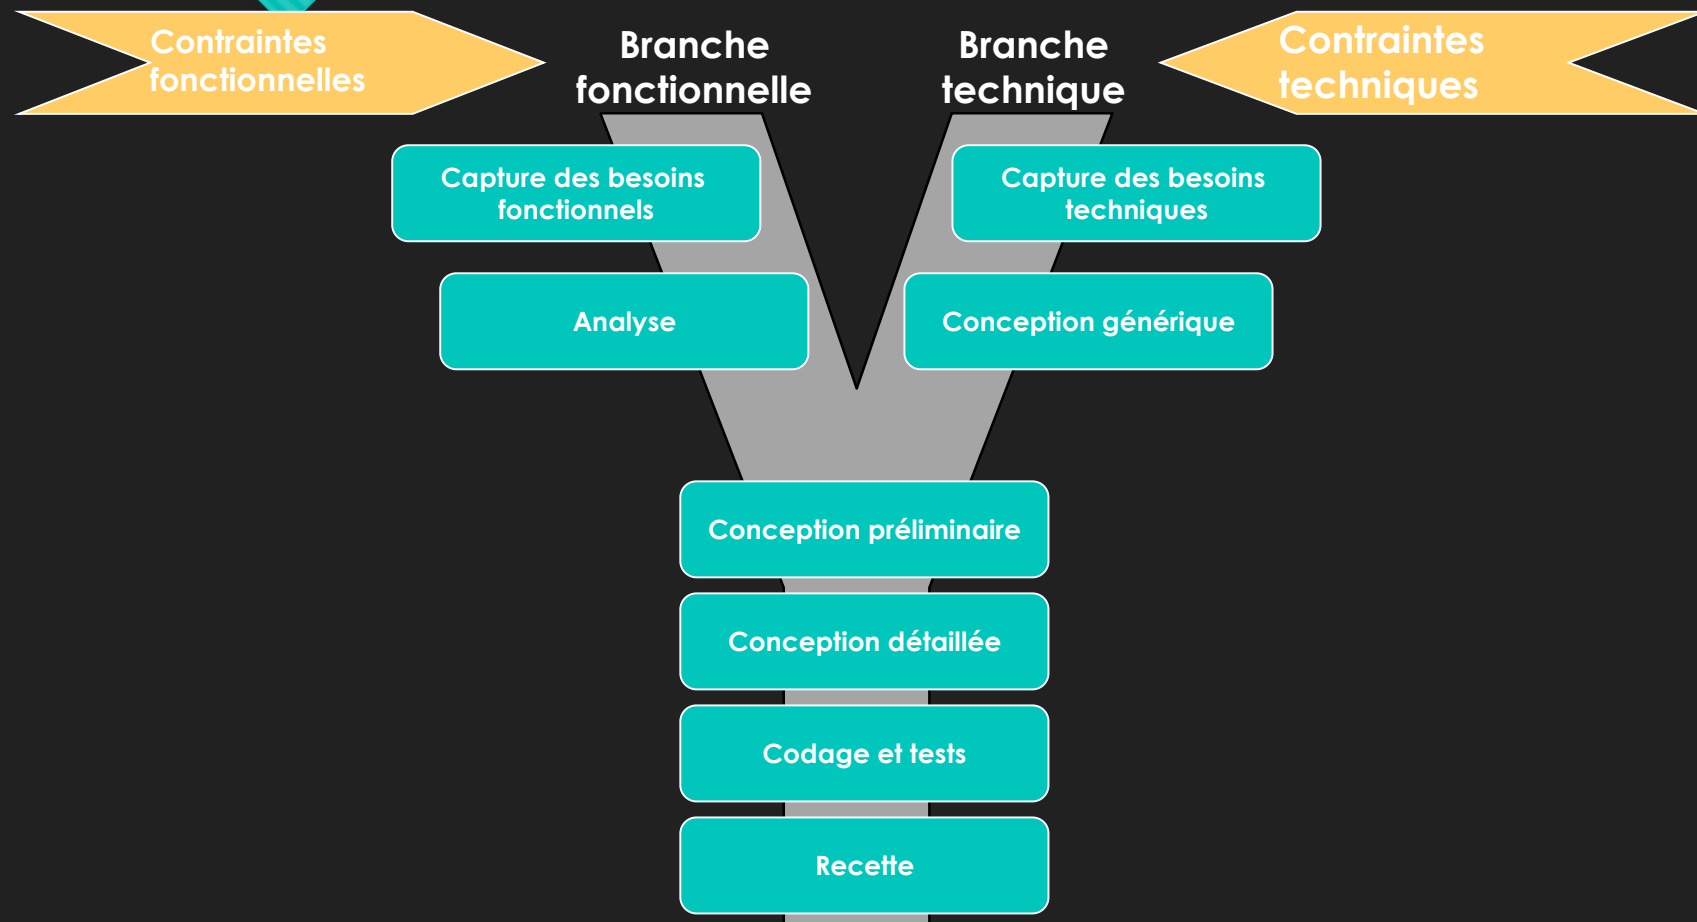 Contraintes
fonctionnelles
Branche
fonctionnelle
Branche
technique
Contraintes
techniques
Capture des besoins
fonctionnels
Capture des besoins
techniques
Analyse
Conception générique
Conception préliminaire
Conception détaillée
Codage et tests
Recette